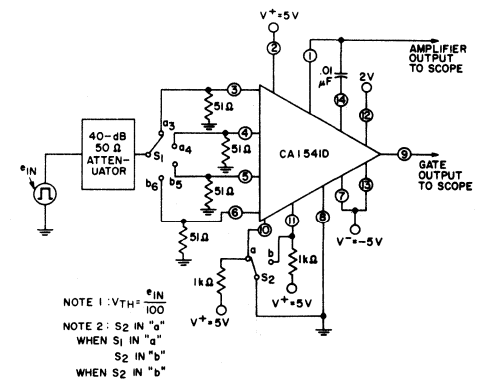 V+=5V
2
1
AMPLIFIER
OUTPUT
TO SCOPE
.01
μF
2V
14
12
3
51Ω
40-dB
50 Ω
ATTEN-
UATOR
a3
S1
a4
4
51Ω
CA1541D
9
GATE
OUTPUT
TO SCOPE
eIN
b5
b6
51Ω
5
7
13
6
51Ω
10
11
8
V-=-5V
a
b
S2
1kΩ
1kΩ
V+=5V
V+=5V
NOTE 1 : VTH= eIN
100
NOTE 2: S2 IN "a"
WHEN S1 IN "a"
S2 IN "b"
WHEN S2 IN "b"